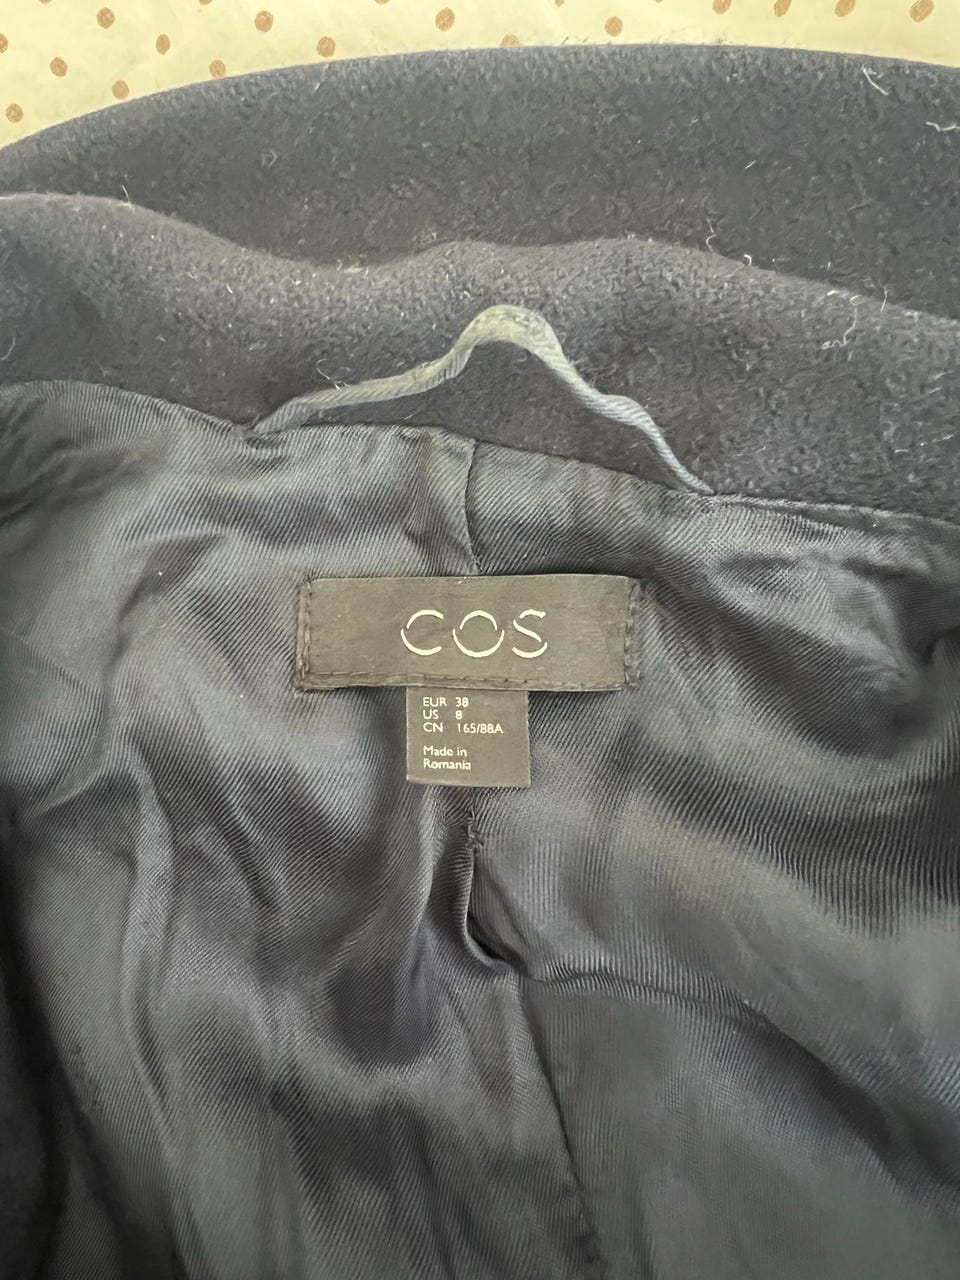 COS
EUR 38
US 8
CN 165/88A
Made in
Romania